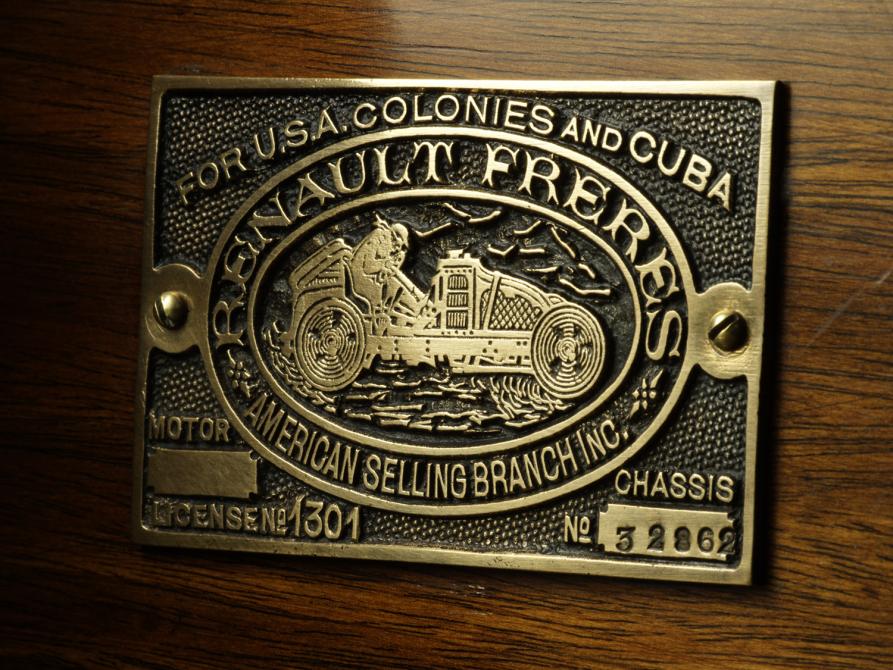 FOR U.S.A. COLONIES AND CUBA
RENAULT FRERES
AMERICAN SELLING BRANCH INC.
MOTOR
LICENSE No 1301
CHASSIS
No 32862